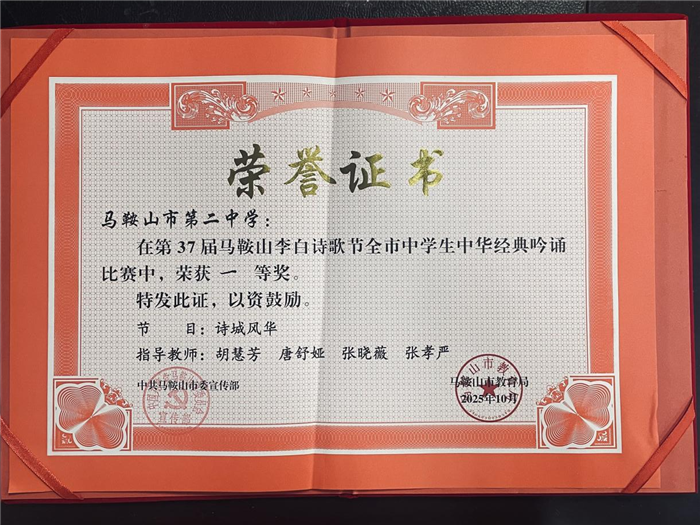 荣誉证书
马鞍山市第二中学：
在第37届马鞍山李白诗歌节全市中学生中华经典吟诵
比赛中，荣获 一 等奖。
特发此证，以资鼓励。
节 目：诗城风华
指导教师：胡慧芳 唐舒娅 张晓薇 张孝严
中共马鞍山市委宣传部
马鞍山市教育局
2025年10月